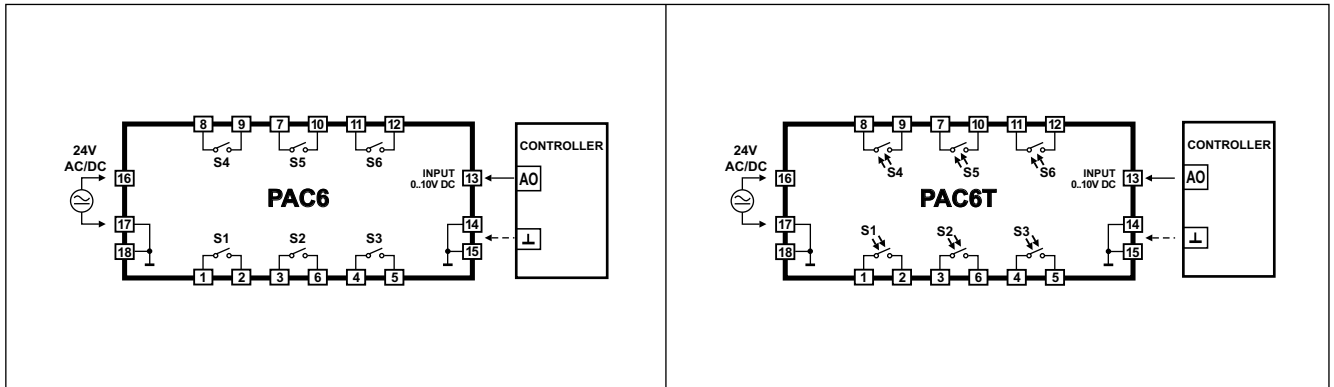 8 9 7 10 11 12
S4 S5 S6
24V
AC/DC
16
17
18
PAC6
INPUT
0..10V DC
13
14
15
CONTROLLER
AO
S1 S2 S3
1 2 3 6 4 5
8 9 7 10 11 12
S4 S5 S6
24V
AC/DC
16
17
18
PAC6T
INPUT
0..10V DC
13
14
15
CONTROLLER
AO
S1 S2 S3
1 2 3 6 4 5